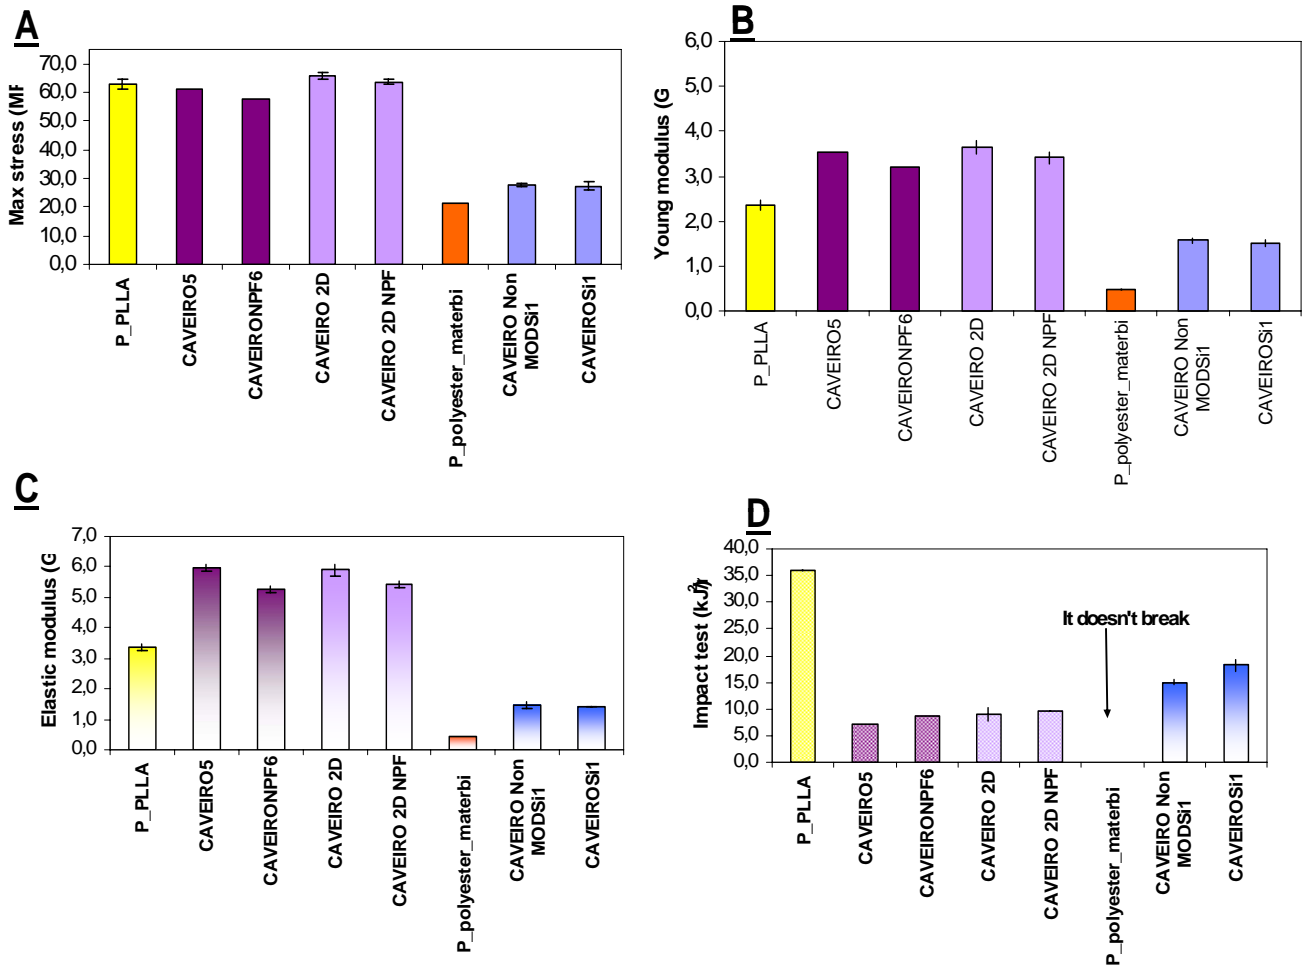 A
Max stress (MP
70,0
60,0
50,0
40,0
30,0
20,0
10,0
0,0
P_PLLA
CAVEIRO5
CAVEIRONPF6
CAVEIRO 2D
CAVEIRO 2D NPF
P_polyester_materbi
CAVEIRO Non
MODSi1
CAVEIROSi1
B
Young modulus (G
6,0
5,0
4,0
3,0
2,0
1,0
0,0
P_PLLA
CAVEIRO5
CAVEIRONPF6
CAVEIRO 2D
CAVEIRO 2D NPF
P_polyester_materbi
CAVEIRO Non
MODSi1
CAVEIROSi1
C
Elastic modulus (G
7,0
6,0
5,0
4,0
3,0
2,0
1,0
0,0
P_PLLA
CAVEIRO5
CAVEIRONPF6
CAVEIRO 2D
CAVEIRO 2D NPF
P_polyester_materbi
CAVEIRO Non
MODSi1
CAVEIROSi1
D
Impact test (kJ/
40,0
35,0
30,0
25,0
20,0
15,0
10,0
5,0
0,0
It doesn't break
P_PLLA
CAVEIRO5
CAVEIRONPF6
CAVEIRO 2D
CAVEIRO 2D NPF
P_polyester_materbi
CAVEIRO Non
MODSi1
CAVEIROSi1